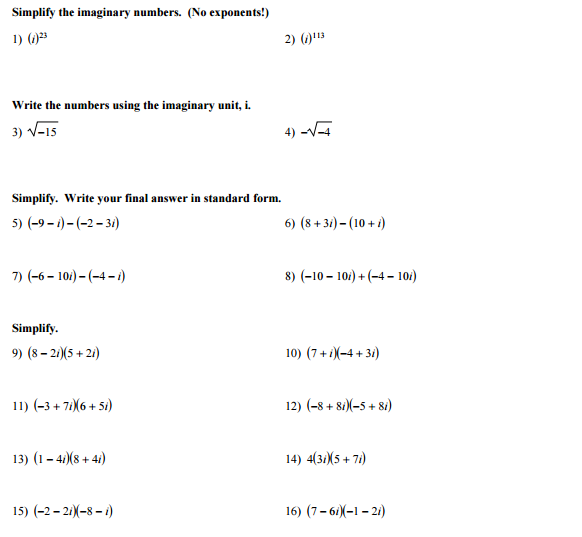 Simplify the imaginary numbers. (No exponents!)
1) (i)²³ 2) (i)¹¹³
Write the numbers using the imaginary unit, i.
3) √−15 4) −√−4
Simplify. Write your final answer in standard form.
5) (−9 − i) − (−2 − 3i) 6) (8 + 3i) − (10 + i)
7) (−6 − 10i) − (−4 − i) 8) (−10 − 10i) + (−4 − 10i)
Simplify.
9) (8 − 2i)(5 + 2i) 10) (7 + i)(−4 + 3i)
11) (−3 + 7i)(6 + 5i) 12) (−8 + 8i)(−5 + 8i)
13) (1 − 4i)(8 + 4i) 14) 4(3i)(5 + 7i)
15) (−2 − 2i)(−8 − i) 16) (7 − 6i)(−1 − 2i)